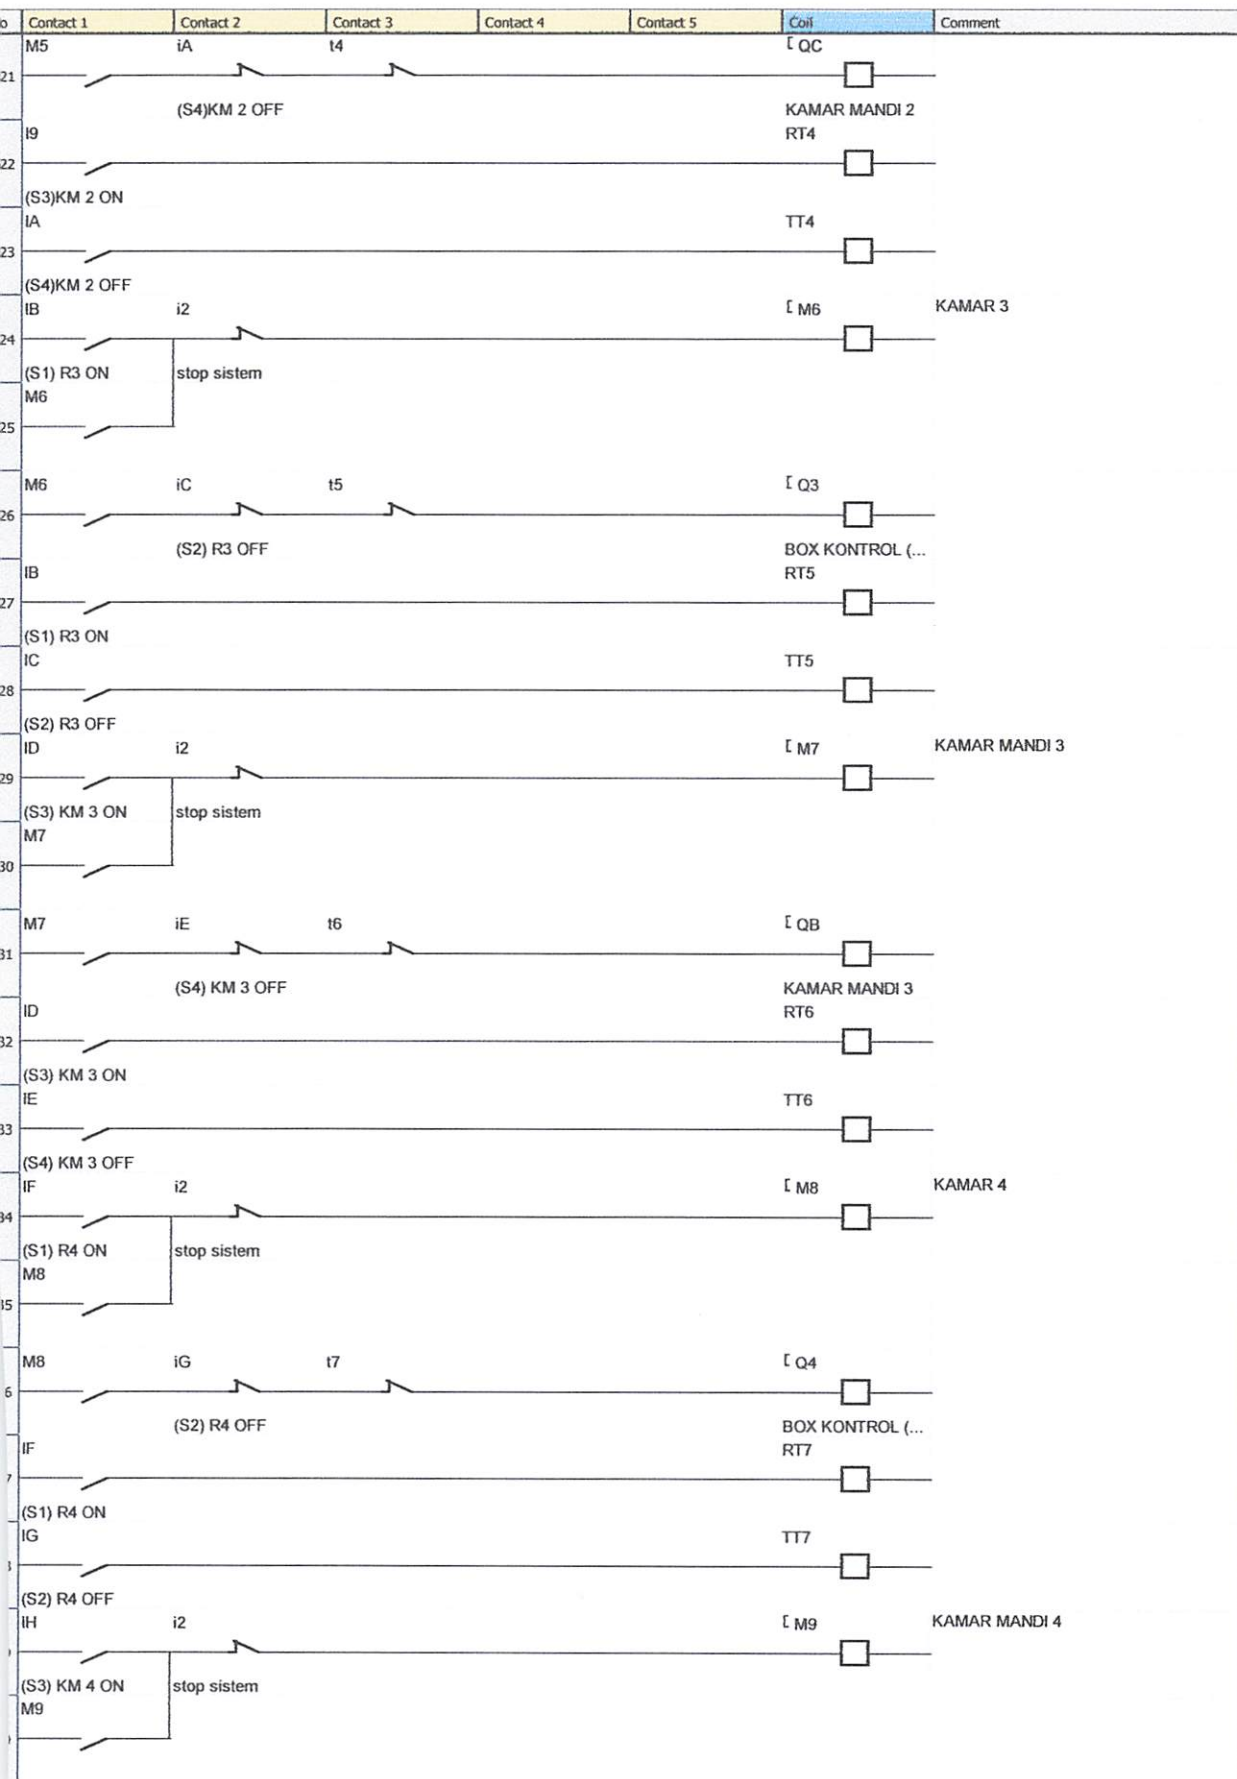 o Contact 1 Contact 2 Contact 3 Contact 4 Contact 5 Coil Comment
M5 iA t4 [ QC
21
(S4)KM 2 OFF KAMAR MANDI 2
I9 RT4
22
(S3)KM 2 ON
IA TT4
23
(S4)KM 2 OFF
IB i2 [ M6 KAMAR 3
24
(S1) R3 ON stop sistem
M6
25
M6 iC t5 [ Q3
26
(S2) R3 OFF BOX KONTROL (...
IB RT5
27
(S1) R3 ON
IC TT5
28
(S2) R3 OFF
ID i2 [ M7 KAMAR MANDI 3
29
(S3) KM 3 ON stop sistem
M7
30
M7 iE t6 [ QB
31
(S4) KM 3 OFF KAMAR MANDI 3
ID RT6
32
(S3) KM 3 ON
IE TT6
33
(S4) KM 3 OFF
IF i2 [ M8 KAMAR 4
34
(S1) R4 ON stop sistem
M8
35
M8 iG t7 [ Q4
6
(S2) R4 OFF BOX KONTROL (...
IF RT7
7
(S1) R4 ON
IG TT7
(S2) R4 OFF
IH i2 [ M9 KAMAR MANDI 4
(S3) KM 4 ON stop sistem
M9